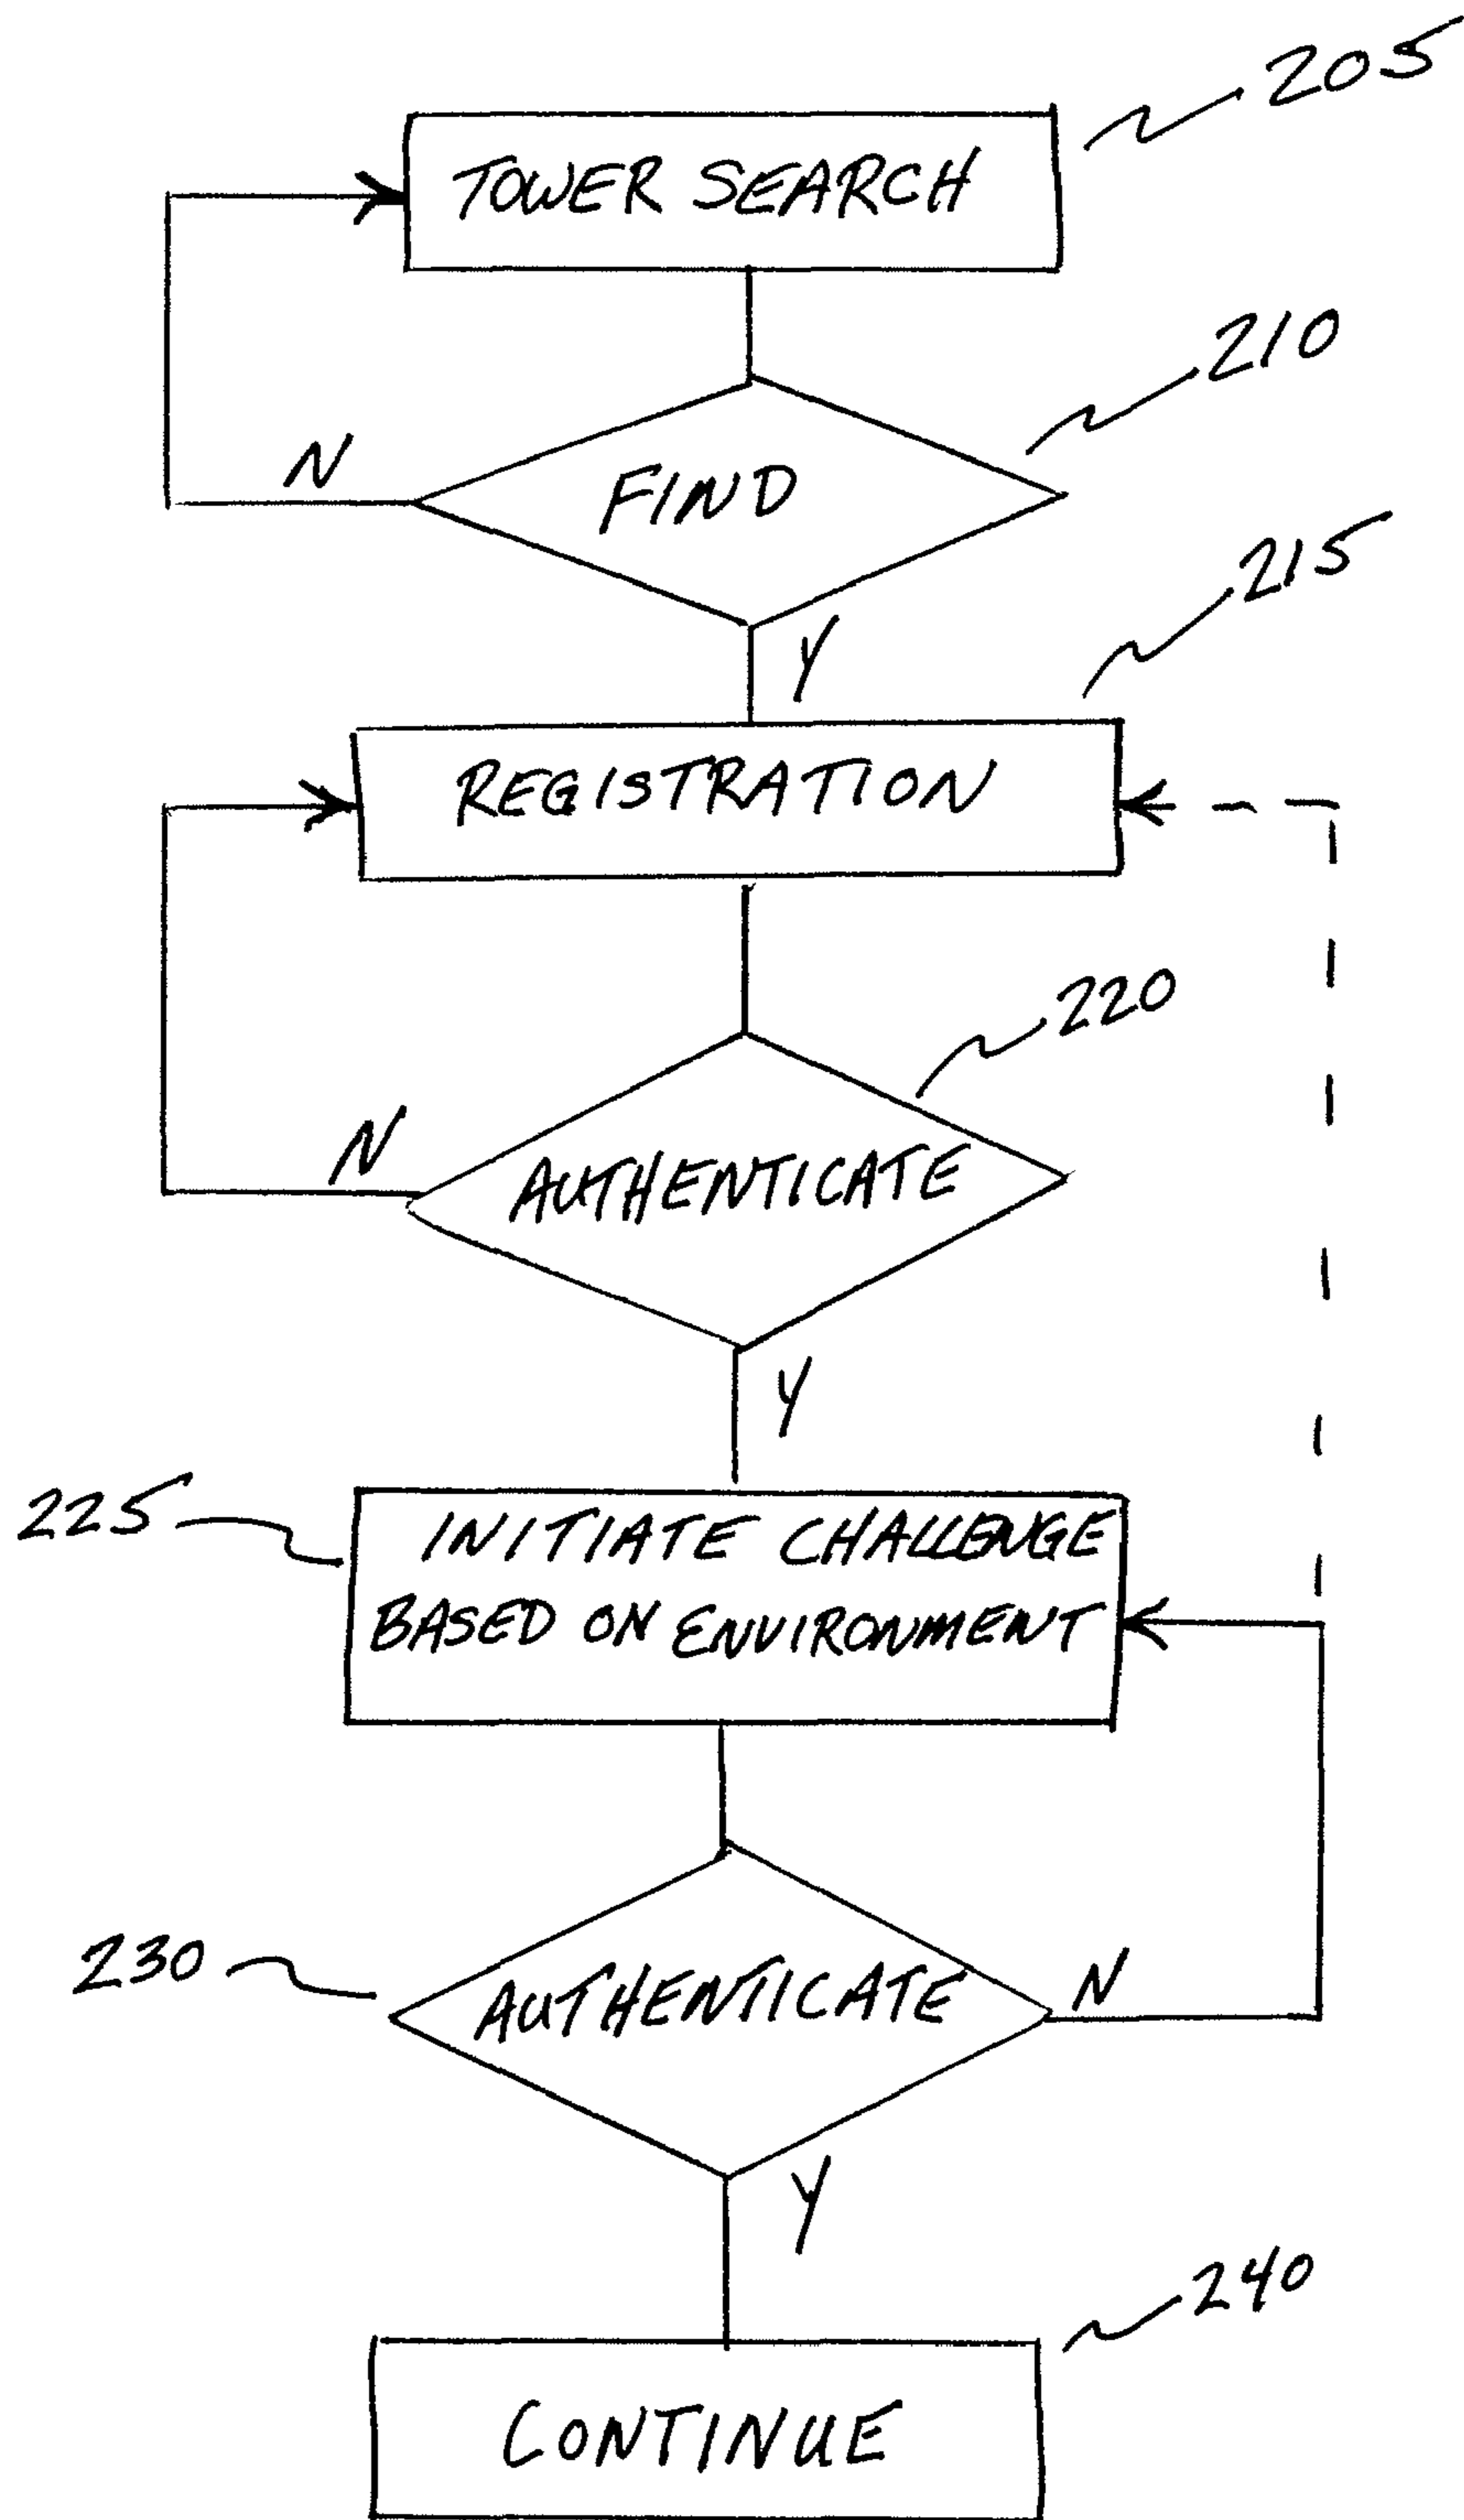 205
TOWER SEARCH
210
FIND
N
215
Y
REGISTRATION
220
N
AUTHENTICATE
Y
225
INITIATE CHALLENGE
BASED ON ENVIRONMENT
230
AUTHENTICATE
N
Y
240
CONTINUE